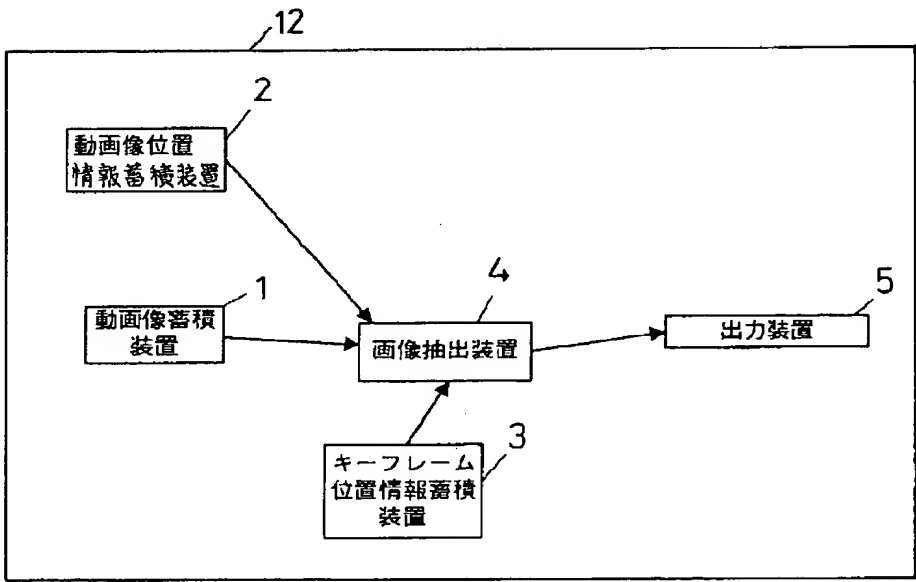 12
2
動画像位置
情報蓄積装置
1
動画像蓄積
装置
4
画像抽出装置
5
出力装置
3
キーフレーム
位置情報蓄積
装置